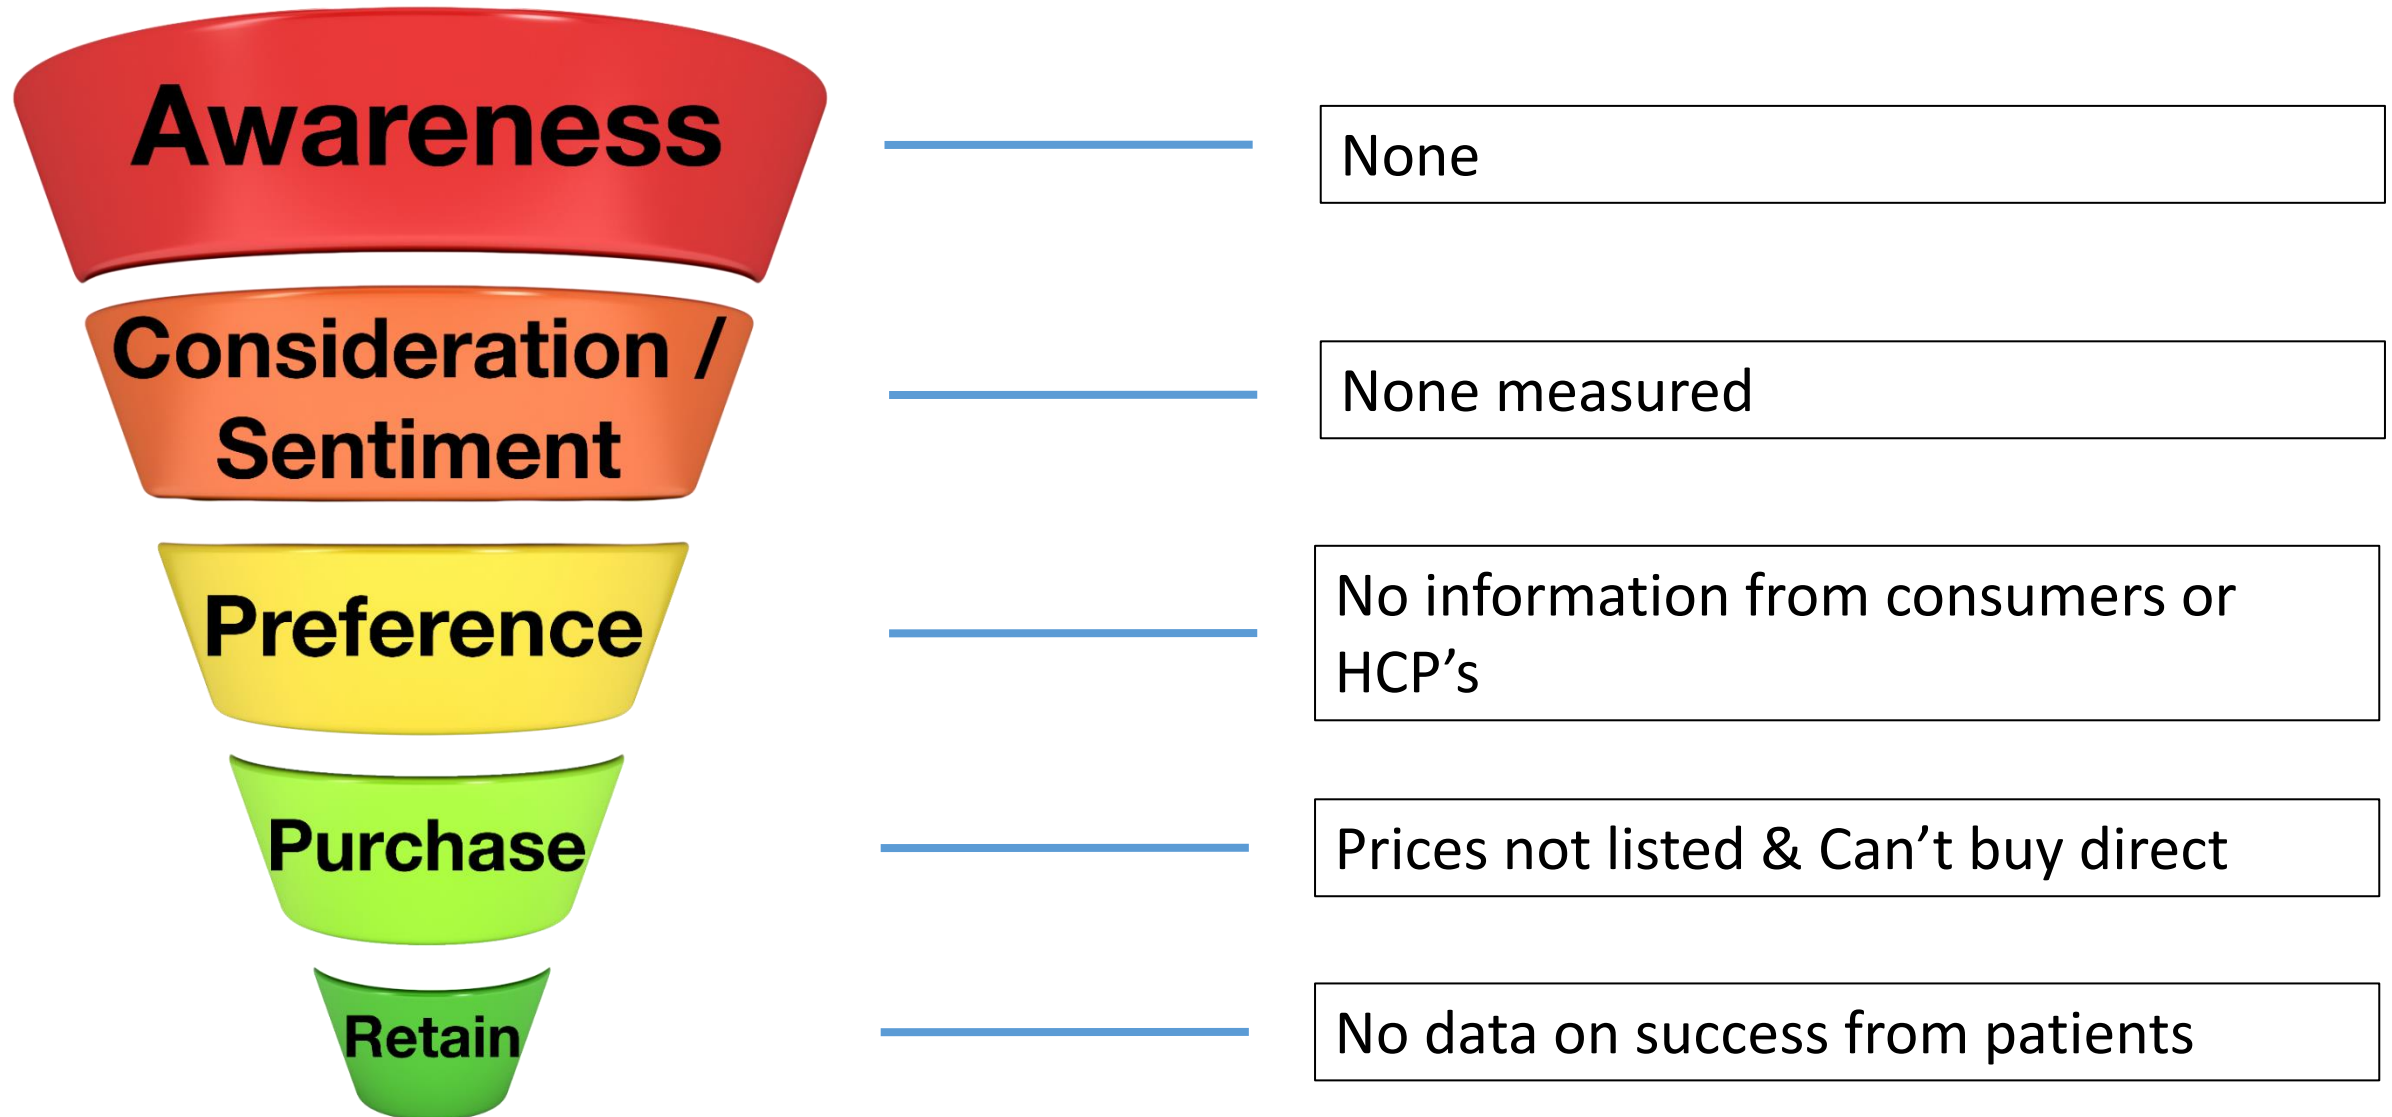 Awareness
None
Consideration /
Sentiment
None measured
Preference
No information from consumers or
HCP’s
Purchase
Prices not listed & Can’t buy direct
Retain
No data on success from patients